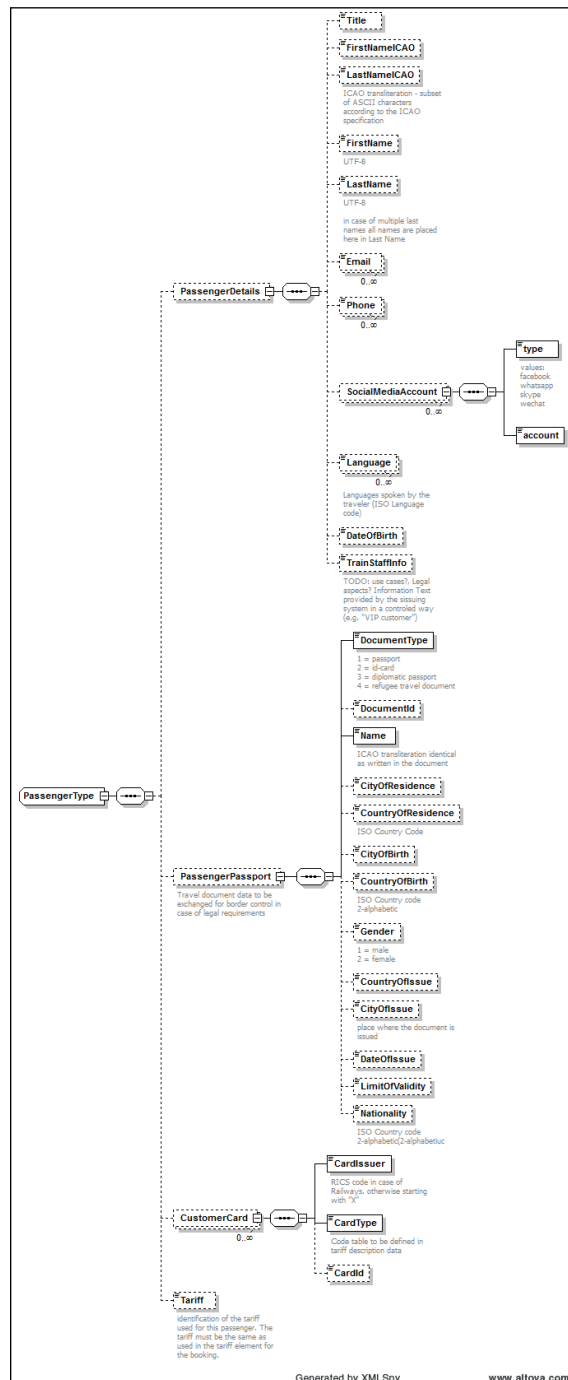 Title
FirstNameICAO
LastNameICAO
ICAO transliteration - subset
of ASCII characters
according to the ICAO
specification
FirstName
UTF-8
LastName
UTF-8
in case of multiple last
names all names are placed
here in Last Name
Email
0..∞
PassengerDetails
Phone
0..∞
type
values:
facebook
whatsapp
skype
wechat
SocialMediaAccount
0..∞
account
Language
0..∞
Languages spoken by the
traveler (ISO Language
code)
DateOfBirth
TrainStaffInfo
TODO: use cases?, Legal
aspects? Information Text
provided by the sissuing
system in a controled way
(e.g. "VIP customer")
DocumentType
1 = passport
2 = id-card
3 = diplomatic passport
4 = refugee travel document
DocumentId
Name
ICAO transliteration identical
as written in the document
CityOfResidence
PassengerType
CountryOfResidence
ISO Country Code
CityOfBirth
PassengerPassport
Travel document data to be
exchanged for border control in
case of legal requirements
CountryOfBirth
ISO Country code
2-alphabetic
Gender
1 = male
2 = female
CountryOfIssue
CityOfIssue
place where the document is
issued
DateOfIssue
LimitOfValidity
Nationality
ISO Country code
2-alphabetic(2-alphabetiuc
CardIssuer
RICS code in case of
Railways, otherwise starting
with "X"
CustomerCard
0..∞
CardType
Code table to be defined in
tariff description data
CardId
Tariff
identification of the tariff
used for this passenger. The
tariff must be the same as
used in the tariff element for
the booking.
Generated by XMLSpy www.altova.com